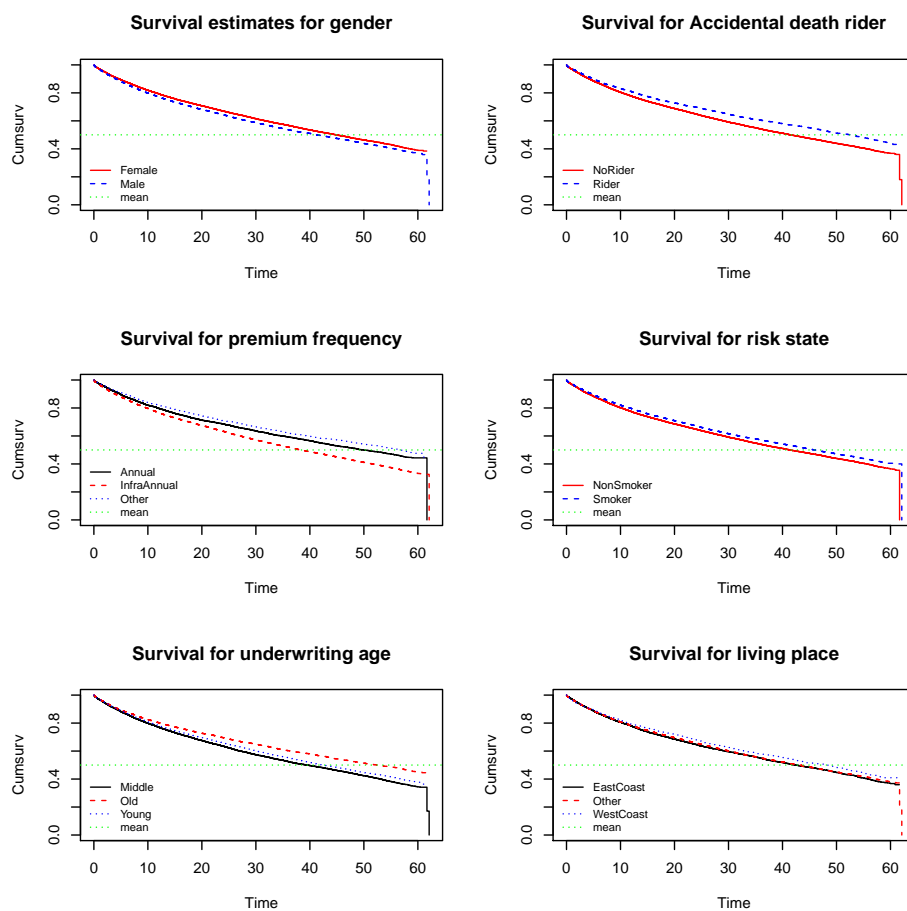 Survival estimates for gender
Cumsurv
0.0 0.4 0.8
Female
Male
mean
0 10 20 30 40 50 60
Time
Survival for Accidental death rider
Cumsurv
0.0 0.4 0.8
NoRider
Rider
mean
0 10 20 30 40 50 60
Time
Survival for premium frequency
Cumsurv
0.0 0.4 0.8
Annual
InfraAnnual
Other
mean
0 10 20 30 40 50 60
Time
Survival for risk state
Cumsurv
0.0 0.4 0.8
NonSmoker
Smoker
mean
0 10 20 30 40 50 60
Time
Survival for underwriting age
Cumsurv
0.0 0.4 0.8
Middle
Old
Young
mean
0 10 20 30 40 50 60
Time
Survival for living place
Cumsurv
0.0 0.4 0.8
EastCoast
Other
WestCoast
mean
0 10 20 30 40 50 60
Time